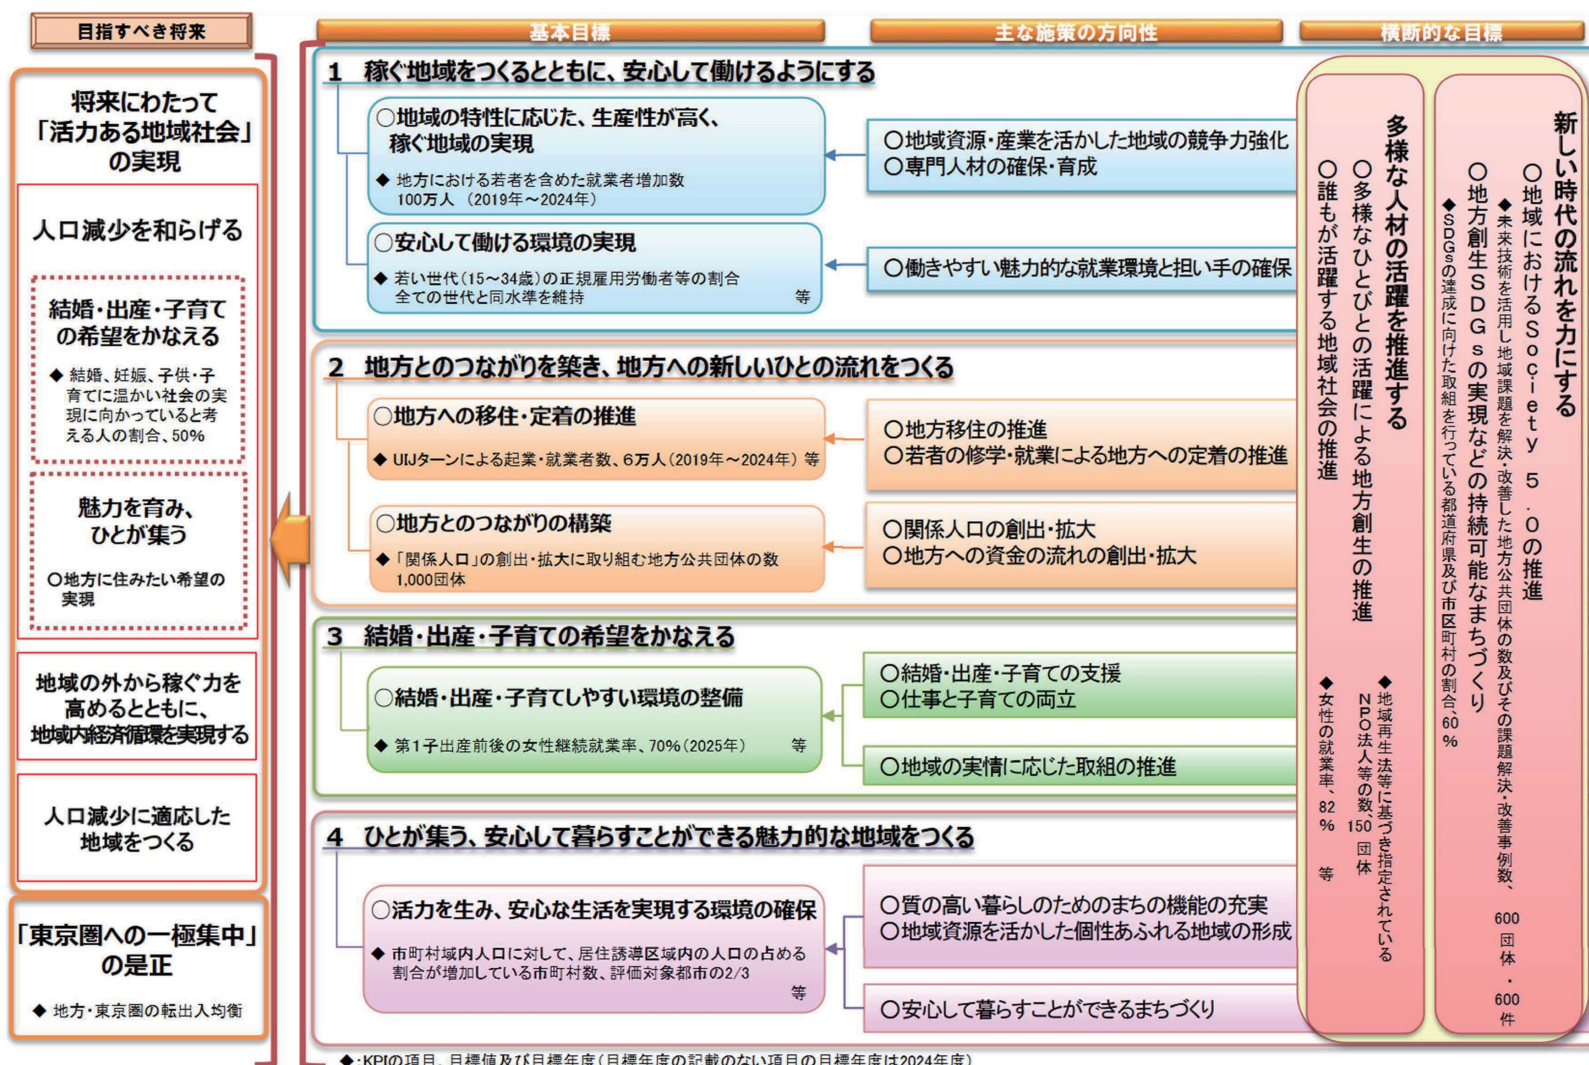 目指すべき将来
基本目標
主な施策の方向性
横断的な目標
将来にわたって
「活力ある地域社会」
の実現
人口減少を和らげる
結婚・出産・子育て
の希望をかなえる
◆ 結婚、妊娠、子供・子
育てに温かい社会の実
現に向かっていると考
える人の割合、50%
魅力を育み、
ひとが集う
○地方に住みたい希望の
実現
地域の外から稼ぐ力を
高めるとともに、
地域内経済循環を実現する
人口減少に適応した
地域をつくる
「東京圏への一極集中」
の是正
◆ 地方・東京圏の転出入均衡
1 稼ぐ地域をつくるとともに、安心して働けるようにする
○地域の特性に応じた、生産性が高く、
稼ぐ地域の実現
◆ 地方における若者を含めた就業者増加数
100万人 (2019年～2024年)
○地域資源・産業を活かした地域の競争力強化
○専門人材の確保・育成
○安心して働ける環境の実現
◆ 若い世代(15～34歳)の正規雇用労働者等の割合
全ての世代と同水準を維持 等
○働きやすい魅力的な就業環境と担い手の確保
2 地方とのつながりを築き、地方への新しいひとの流れをつくる
○地方への移住・定着の推進
◆ UIJターンによる起業・就業者数、6万人(2019年～2024年) 等
○地方移住の推進
○若者の修学・就業による地方への定着の推進
○地方とのつながりの構築
◆「関係人口」の創出・拡大に取り組む地方公共団体の数
1,000団体
○関係人口の創出・拡大
○地方への資金の流れの創出・拡大
3 結婚・出産・子育ての希望をかなえる
○結婚・出産・子育てしやすい環境の整備
◆ 第1子出産前後の女性継続就業率、70%(2025年) 等
○結婚・出産・子育ての支援
○仕事と子育ての両立
○地域の実情に応じた取組の推進
4 ひとが集う、安心して暮らすことができる魅力的な地域をつくる
○活力を生み、安心な生活を実現する環境の確保
◆ 市町村域内人口に対して、居住誘導区域内の人口の占める
割合が増加している市町村数、評価対象都市の2/3
等
○質の高い暮らしのためのまちの機能の充実
○地域資源を活かした個性あふれる地域の形成
○安心して暮らすことができるまちづくり
新しい時代の流れを力にする
○地域におけるSociety 5.0の推進
◆未来技術を活用し地域課題を解決・改善した地方公共団体の数及びその課題解決・改善事例数、600団体・600件
○地方創生SDGsの実現などの持続可能なまちづくり
◆SDGsの達成に向けた取組を行っている都道府県及び市区町村の割合、60%
多様な人材の活躍を推進する
○多様なひとびとの活躍による地方創生の推進
◆地域再生法等に基づき指定されている
NPO法人等の数、150団体
○誰もが活躍する地域社会の推進
◆女性の就業率、82% 等
◆:KPIの項目、目標値及び目標年度(目標年度の記載のない項目の目標年度は2024年度)